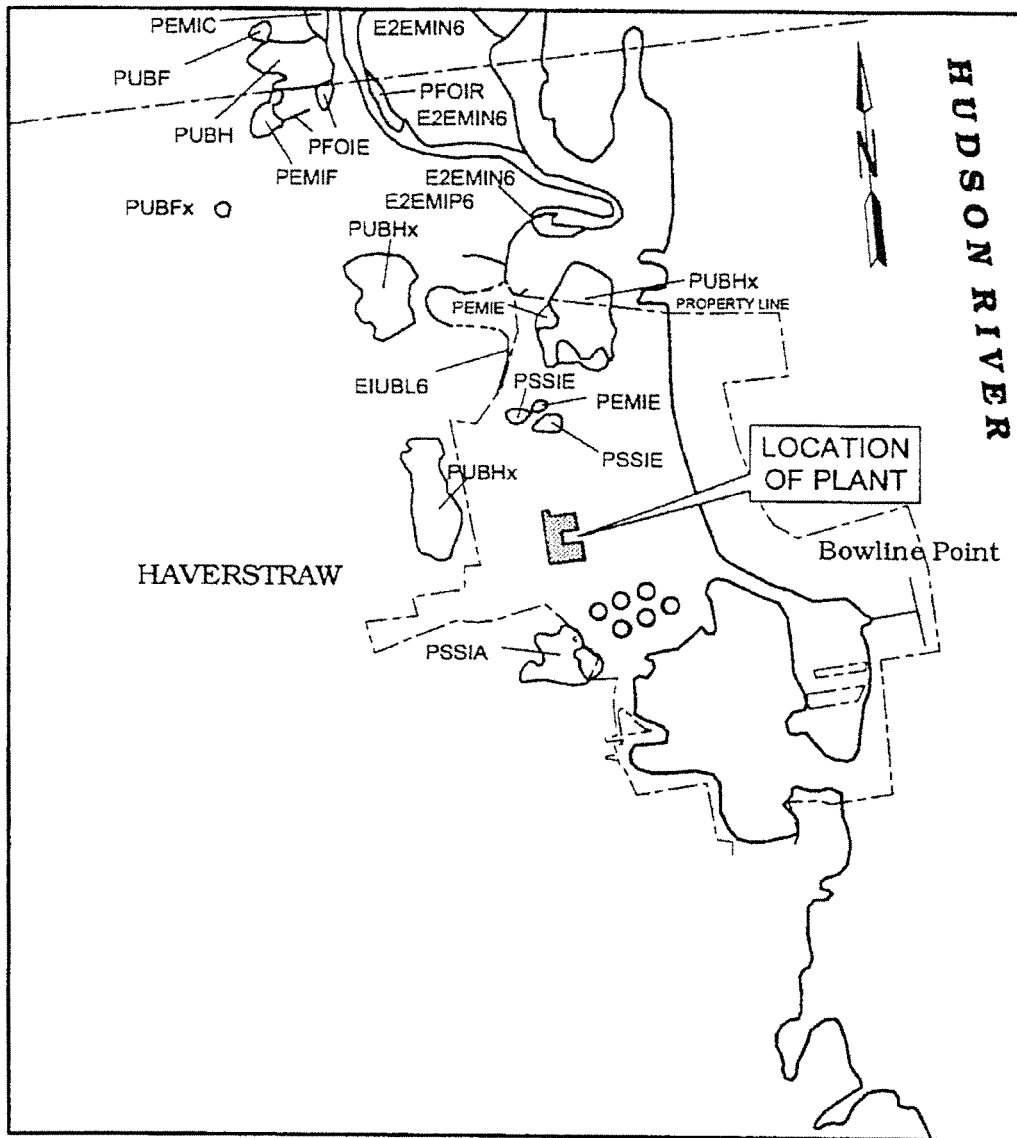 PEMIC
E2EMIN6
PUBF
PFOIR
E2EMIN6
PUBH
PFOIE
PEMIF
E2EMIN6
E2EMIP6
PUBFx
PUBHx
PUBHx
PEMIE
PROPERTY LINE
EIUBL6
PSSIE
PEMIE
PSSIE
PUBHx
LOCATION
OF PLANT
Bowline Point
HAVERSTRAW
PSSIA
HUDSON RIVER
N